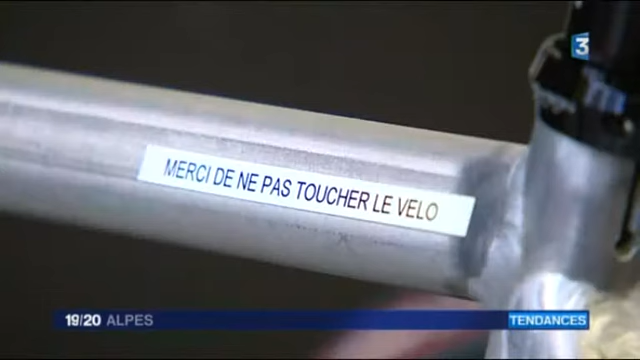 3
MERCI DE NE PAS TOUCHER LE VELO
19/20 ALPES
TENDANCES